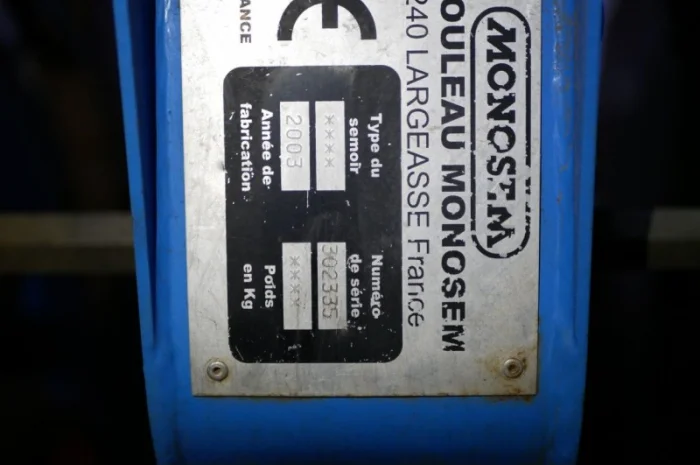 MONOSEM
OULEAU MONOSEM
240 LARGEASSE France
CE
ANCE
Type du
semoir
****
Numéro
de série
302335
2003
Année de
fabrication
****
Poids
en Kg